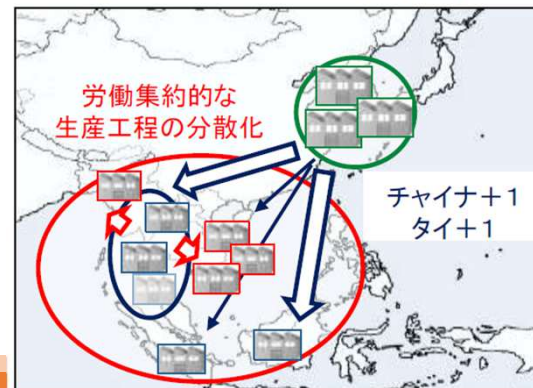 労働集約的な
生産工程の分散化
チャイナ＋１
タイ＋１